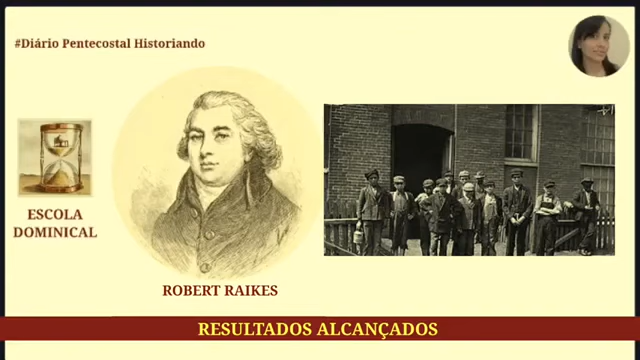 #Diário Pentecostal Historiando
ESCOLA
DOMINICAL
ROBERT RAIKES
RESULTADOS ALCANÇADOS